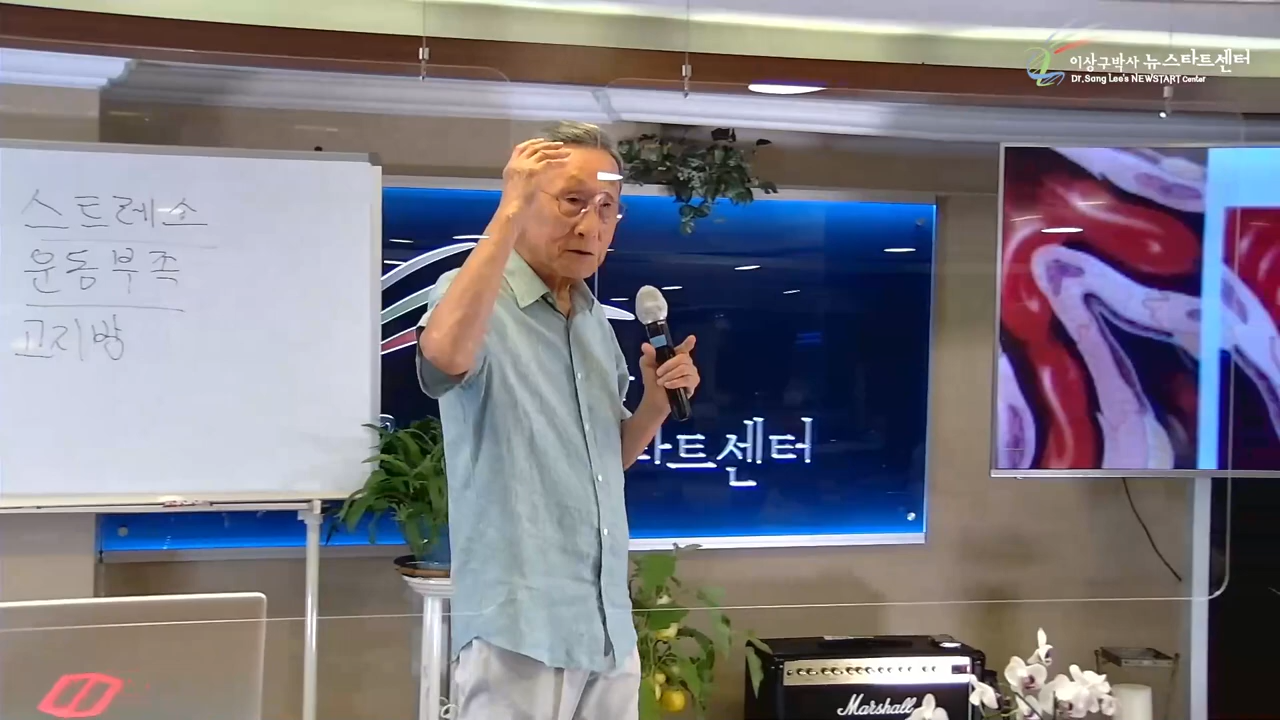 이상구박사 뉴스타트센터
Dr. Sang Lee's NEWSTART Center
스트레스
운동부족
고지방
타트센터
Marshall